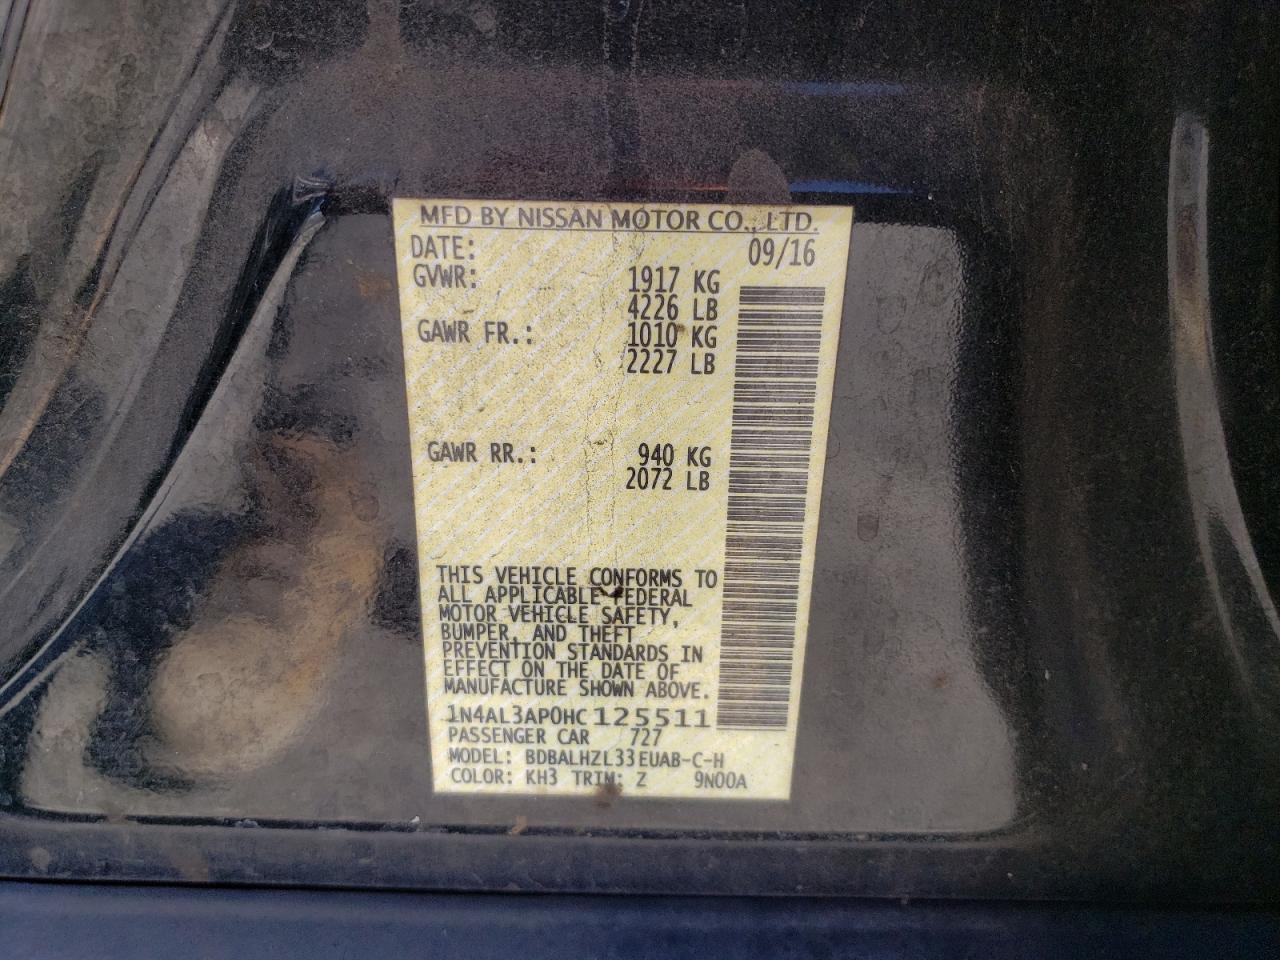 MFD BY NISSAN MOTOR CO., LTD.
DATE: 09/16
GVWR: 1917 KG
4226 LB
GAWR FR.: 1010 KG
2227 LB
GAWR RR.: 940 KG
2072 LB
THIS VEHICLE CONFORMS TO
ALL APPLICABLE FEDERAL
MOTOR VEHICLE SAFETY,
BUMPER, AND THEFT
PREVENTION STANDARDS IN
EFFECT ON THE DATE OF
MANUFACTURE SHOWN ABOVE.
1N4AL3AP0HC125511
PASSENGER CAR 727
MODEL: BDBALHZL33EUAB-C-H
COLOR: KH3 TRIM: Z 9N00A